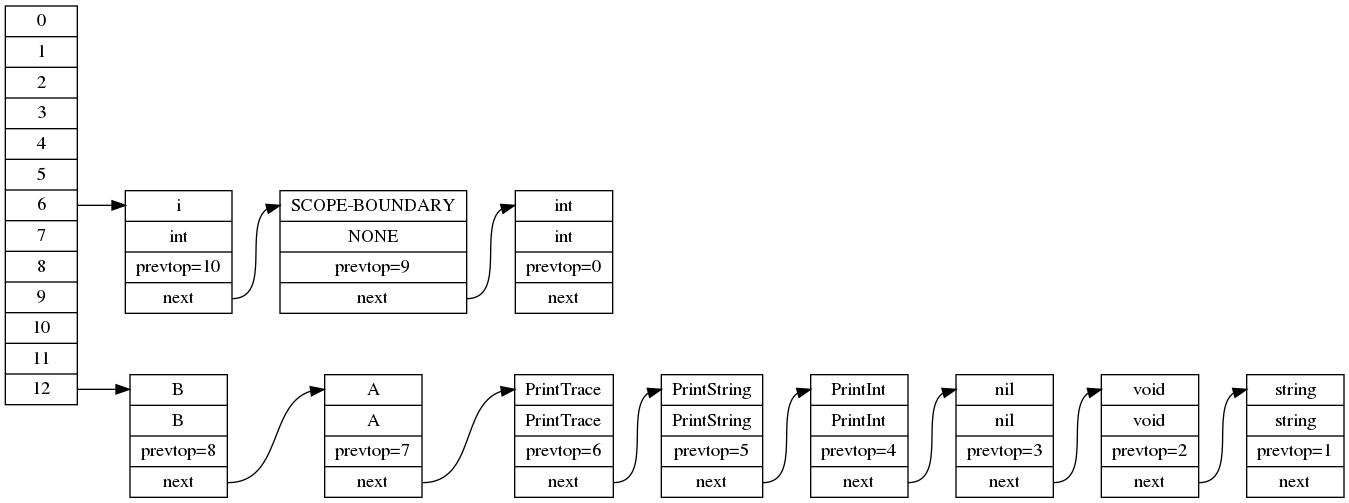 0
1
2
3
4
5
6
7
8
9
10
11
12
i
int
prevtop=10
next
SCOPE-BOUNDARY
NONE
prevtop=9
next
int
int
prevtop=0
next
B
B
prevtop=8
next
A
A
prevtop=7
next
PrintTrace
PrintTrace
prevtop=6
next
PrintString
PrintString
prevtop=5
next
PrintInt
PrintInt
prevtop=4
next
nil
nil
prevtop=3
next
void
void
prevtop=2
next
string
string
prevtop=1
next